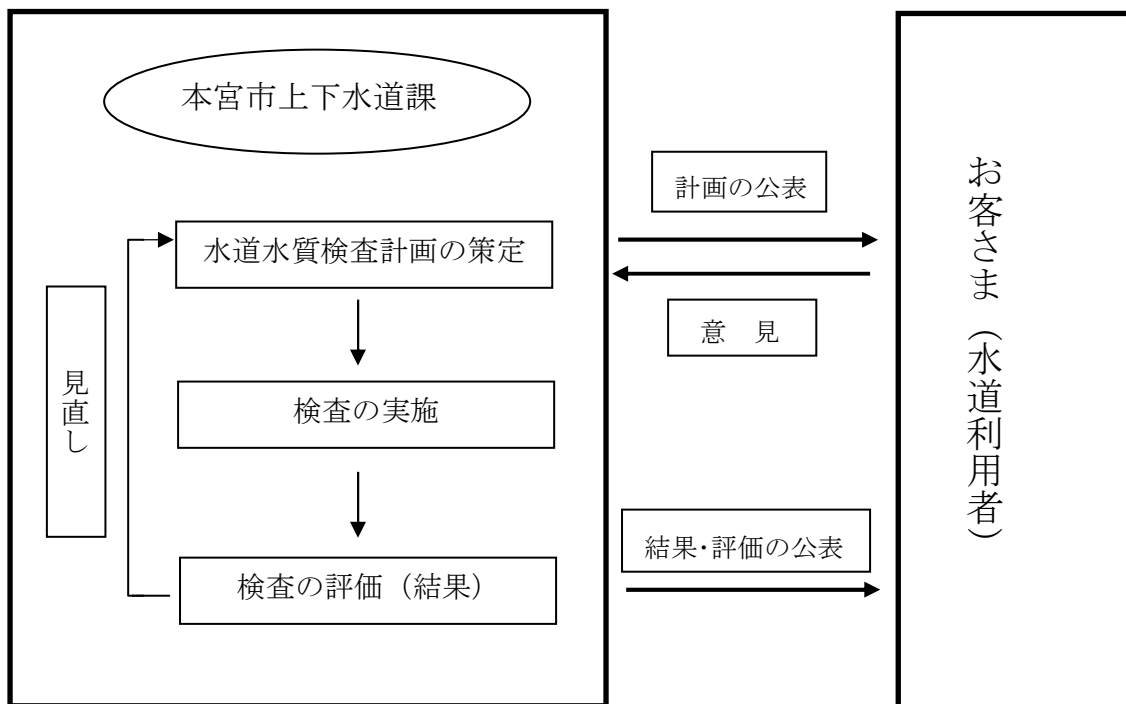 本宮市上下水道課
水道水質検査計画の策定
検査の実施
検査の評価（結果）
見直し
計画の公表
意　見
結果・評価の公表
お客さま（水道利用者）